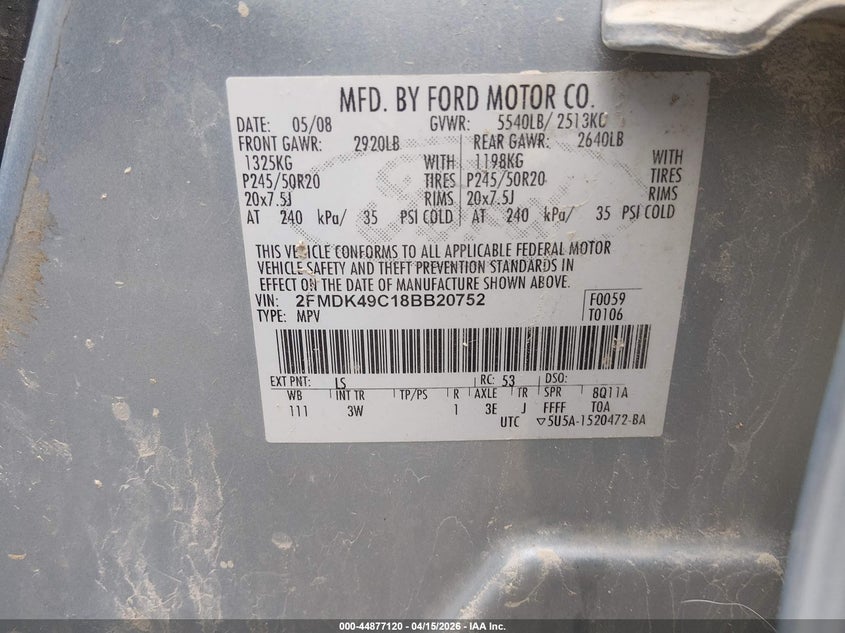 MFD. BY FORD MOTOR CO.
DATE: 05/08 GVWR: 5540LB/ 2513KG
FRONT GAWR: 2920LB REAR GAWR: 2640LB
1325KG WITH 1198KG WITH
P245/50R20 TIRES P245/50R20 TIRES
20x7.5J RIMS 20x7.5J RIMS
AT 240 kPa/ 35 PSI COLD AT 240 kPa/ 35 PSI COLD
THIS VEHICLE CONFORMS TO ALL APPLICABLE FEDERAL MOTOR
VEHICLE SAFETY AND THEFT PREVENTION STANDARDS IN
EFFECT ON THE DATE OF MANUFACTURE SHOWN ABOVE.
VIN: 2FMDK49C18BB20752 F0059
TYPE: MPV T0106
EXT PNT: LS RC: 53 DSO:
WB INT TR TP/PS R AXLE TR SPR 8Q11A
111 3W 1 3E J FFFF T0A
UTC ▽5U5A-1520472-BA
000-44877120 - 04/15/2026 - IAA Inc.